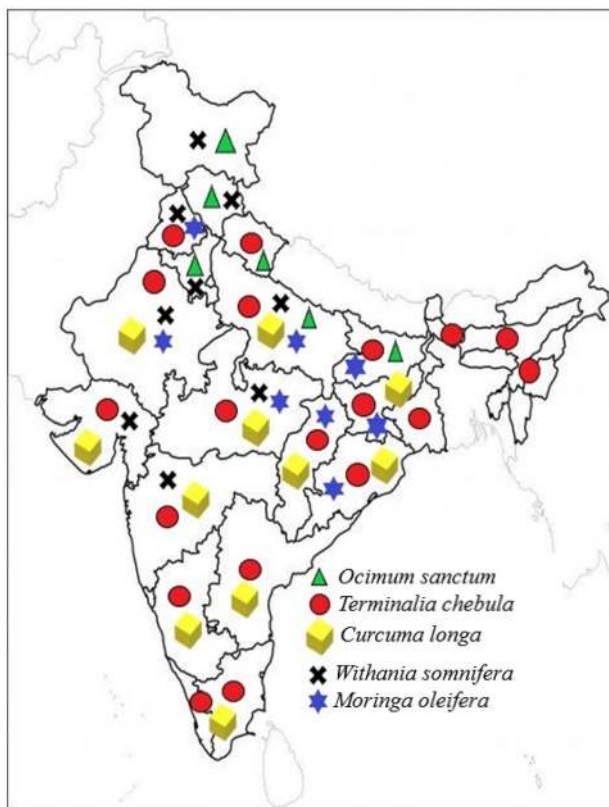 Ocimum sanctum
Terminalia chebula
Curcuma longa
Withania somnifera
Moringa oleifera